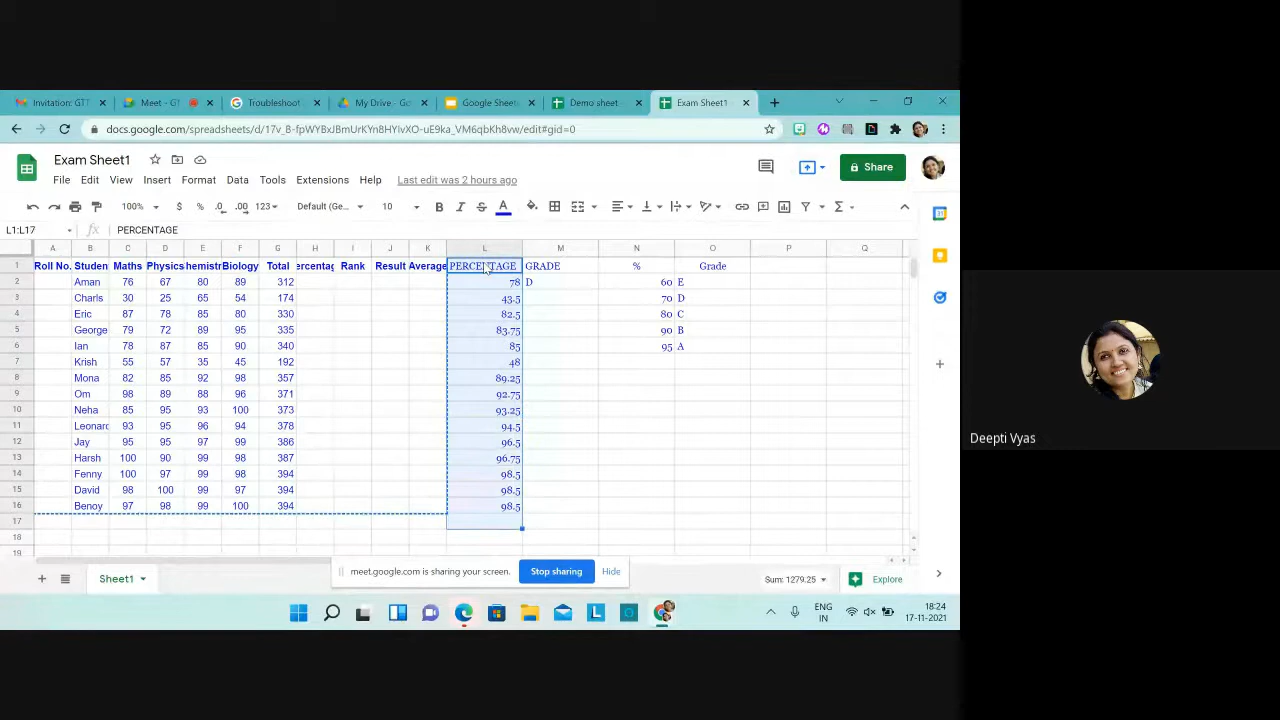 Invitation: GTT
Meet - GT
Troubleshoot
My Drive - Go
Google Sheet
Demo sheet
Exam Sheet1
docs.google.com/spreadsheets/d/17v_B-fpWYBxJBmUrKYn8HYIvXO-uE9ka_VM6qbKh8vw/edit#gid=0
Exam Sheet1
Share
File Edit View Insert Format Data Tools Extensions Help Last edit was 2 hours ago
100% $ % .0 .00 123 Default (Ge... 10 B I S A
L1:L17 fx PERCENTAGE
A B C D E F G H I J K L M N O P Q
1 Roll No. Studen Maths Physics hemistr Biology Total ercentag Rank Result Average PERCENTAGE GRADE % Grade
2 Aman 76 67 80 89 312 78 D 60 E
3 Charls 30 25 65 54 174 43.5 70 D
4 Eric 87 78 85 80 330 82.5 80 C
5 George 79 72 89 95 335 83.75 90 B
6 Ian 78 87 85 90 340 85 95 A
7 Krish 55 57 35 45 192 48
8 Mona 82 85 92 98 357 89.25
9 Om 98 89 88 96 371 92.75
10 Neha 85 95 93 100 373 93.25
11 Leonard 93 95 96 94 378 94.5
12 Jay 95 95 97 99 386 96.5
13 Harsh 100 90 99 98 387 96.75
14 Fenny 100 97 99 98 394 98.5
15 David 98 100 99 97 394 98.5
16 Benoy 97 98 99 100 394 98.5
17
18
19
Deepti Vyas
meet.google.com is sharing your screen. Stop sharing Hide
Sheet1
Sum: 1279.25
Explore
ENG
IN
18:24
17-11-2021